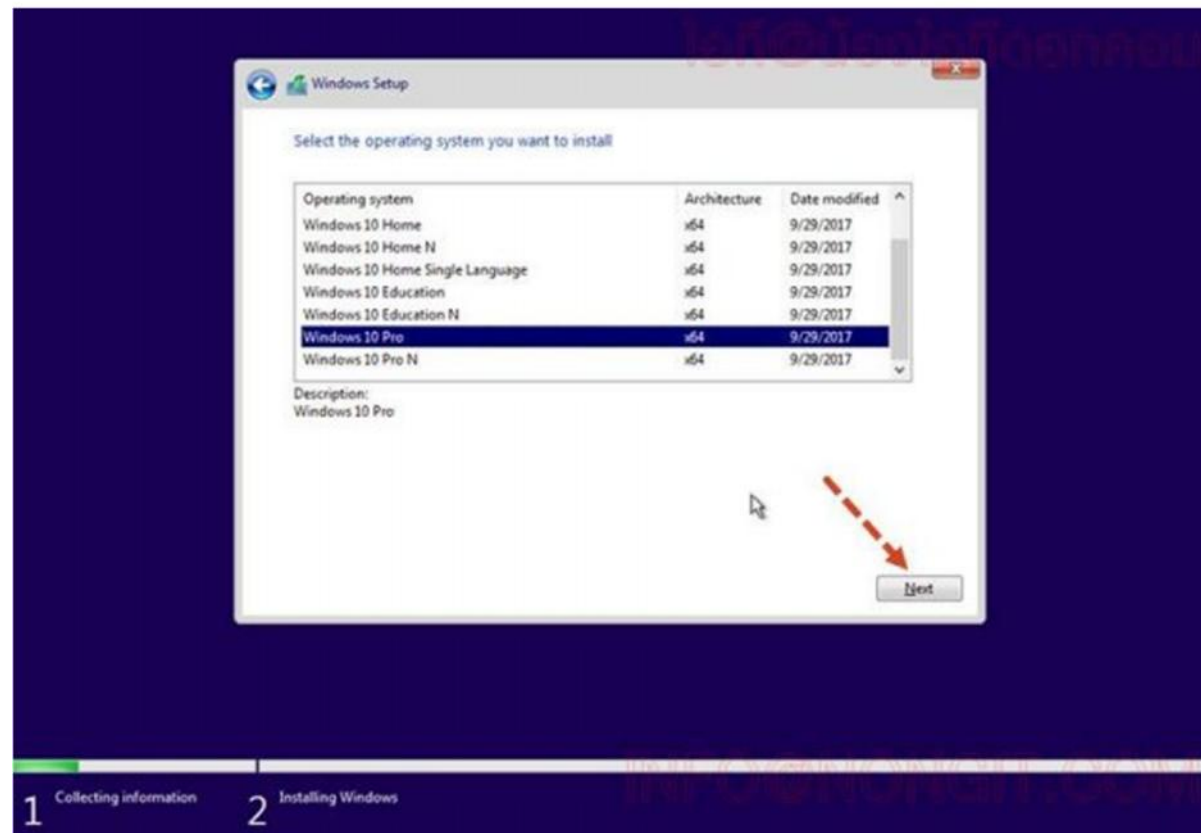 Windows Setup
Select the operating system you want to install
Operating system Architecture Date modified
Windows 10 Home x64 9/29/2017
Windows 10 Home N x64 9/29/2017
Windows 10 Home Single Language x64 9/29/2017
Windows 10 Education x64 9/29/2017
Windows 10 Education N x64 9/29/2017
Windows 10 Pro x64 9/29/2017
Windows 10 Pro N x64 9/29/2017
Description:
Windows 10 Pro
Next
INFO@NONGIT.COM
1 Collecting information 2 Installing Windows